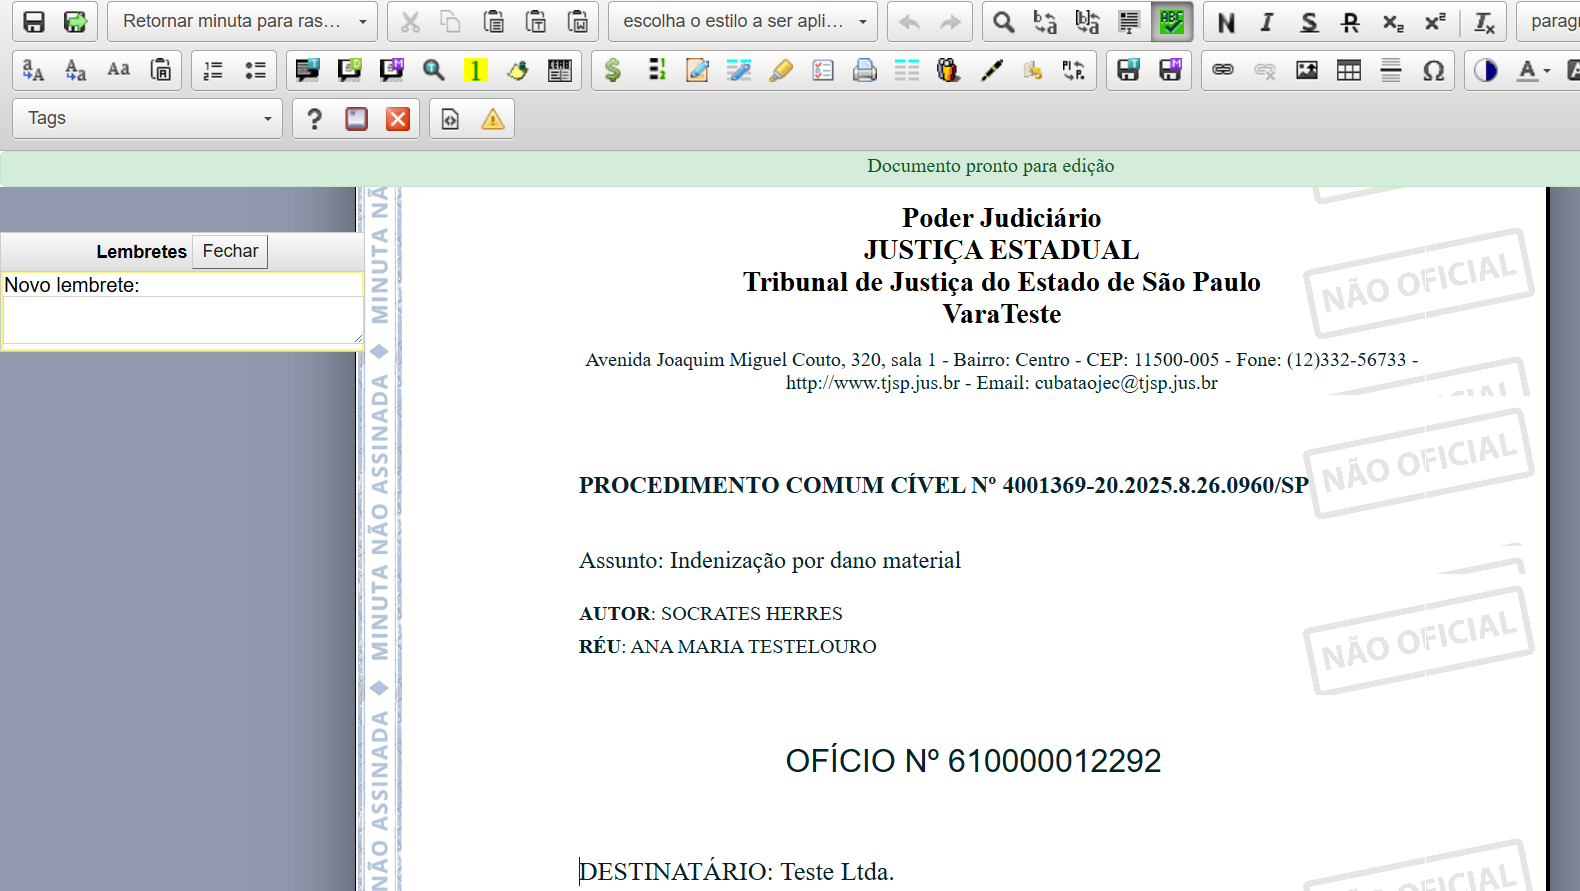 Retornar minuta para ras...
escolha o estilo a ser apli...
Tags
Documento pronto para edição
Lembretes Fechar
Novo lembrete:
Poder Judiciário
JUSTIÇA ESTADUAL
Tribunal de Justiça do Estado de São Paulo
VaraTeste
Avenida Joaquim Miguel Couto, 320, sala 1 - Bairro: Centro - CEP: 11500-005 - Fone: (12)332-56733 -
http://www.tjsp.jus.br - Email: cubataojec@tjsp.jus.br
PROCEDIMENTO COMUM CÍVEL Nº 4001369-20.2025.8.26.0960/SP
Assunto: Indenização por dano material
AUTOR: SOCRATES HERRES
RÉU: ANA MARIA TESTELOURO
OFÍCIO Nº 610000012292
DESTINATÁRIO: Teste Ltda.
MINUTA NÃO ASSINADA
MINUTA NÃO ASSINADA
NÃO OFICIAL
NÃO OFICIAL
NÃO OFICIAL